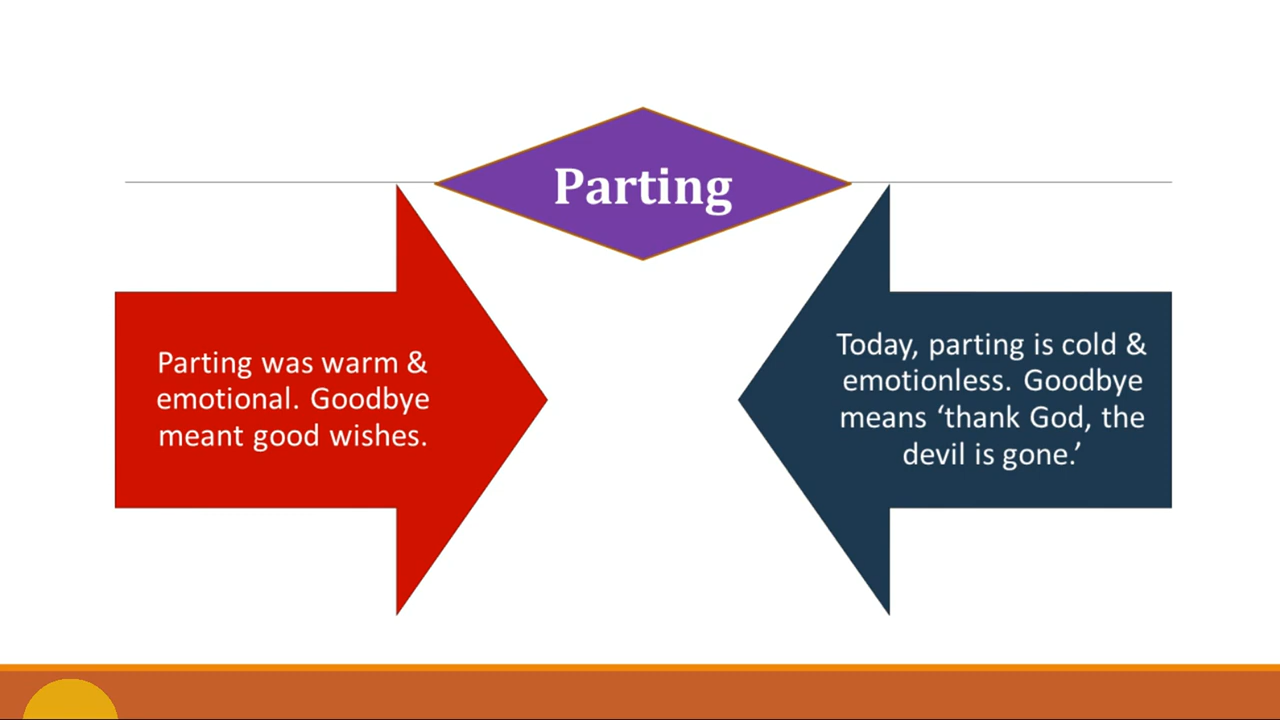 Parting
Parting was warm &
emotional. Goodbye
meant good wishes.
Today, parting is cold &
emotionless. Goodbye
means ‘thank God, the
devil is gone.’